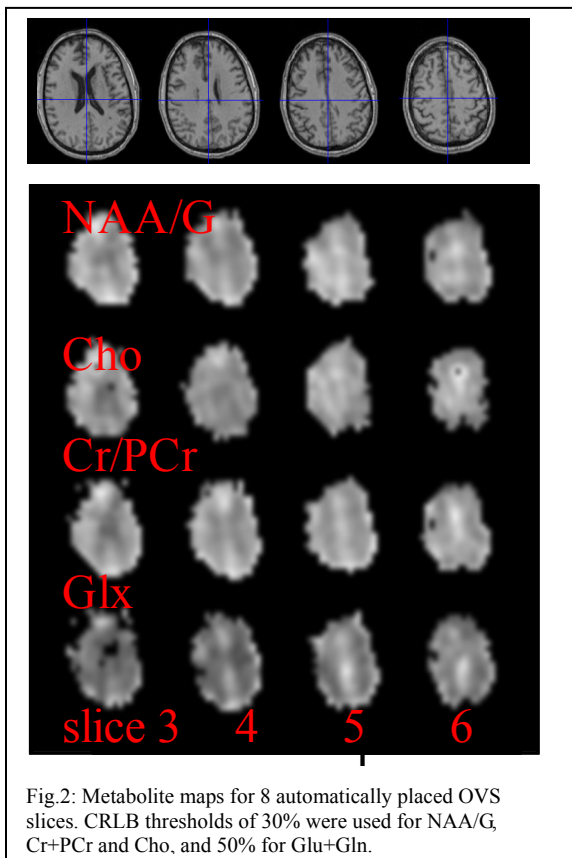 NAA/G
Cho
Cr/PCr
Glx
slice 3 4 5 6
Fig.2: Metabolite maps for 8 automatically placed OVS
slices. CRLB thresholds of 30% were used for NAA/G,
Cr+PCr and Cho, and 50% for Glu+Gln.